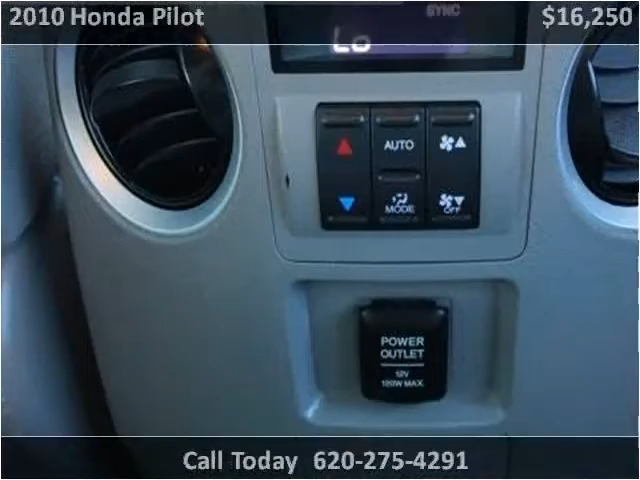 2010 Honda Pilot $16,250
SYNC
Lo
AUTO
MODE
OFF
POWER
OUTLET
12V
120W MAX.
Call Today 620-275-4291